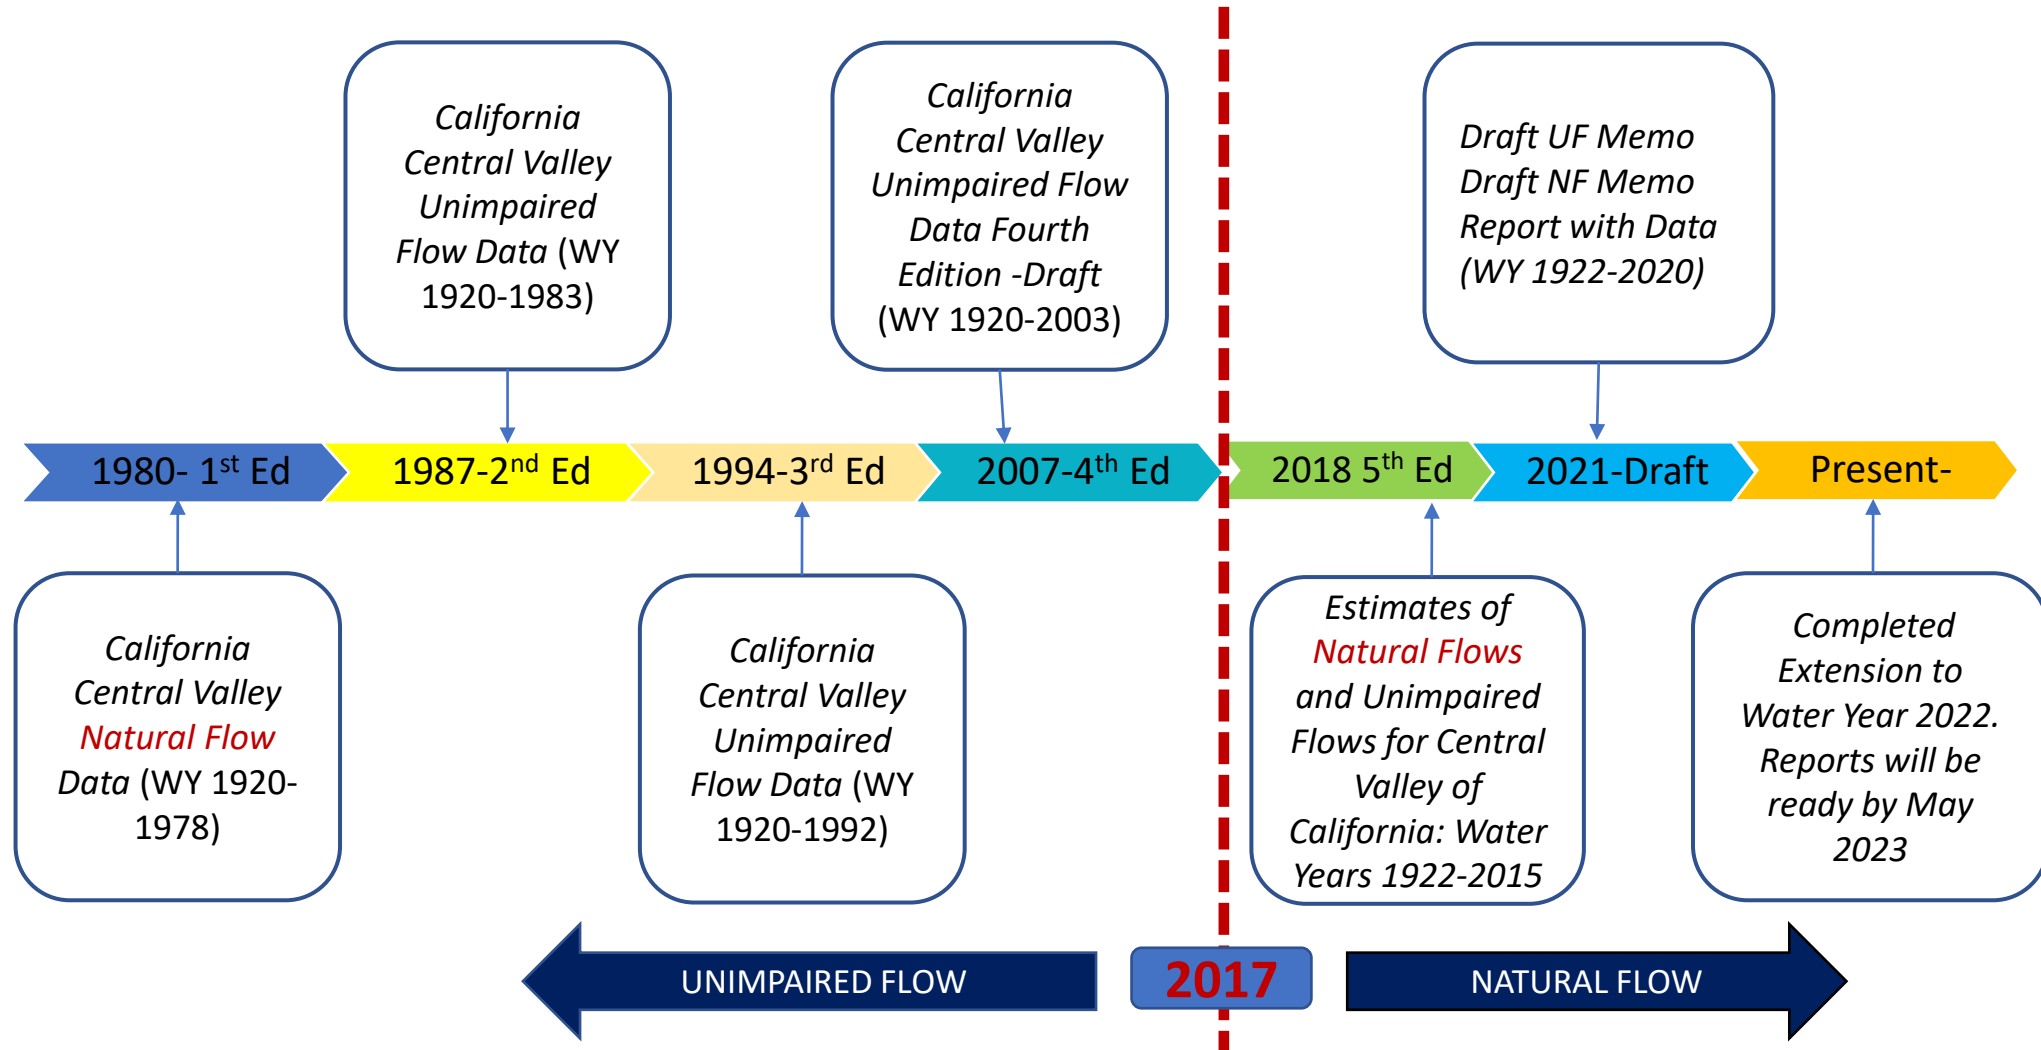 California
Central Valley
Unimpaired
Flow Data (WY
1920-1983)
California
Central Valley
Unimpaired Flow
Data Fourth
Edition -Draft
(WY 1920-2003)
Draft UF Memo
Draft NF Memo
Report with Data
(WY 1922-2020)
1980- 1st Ed
1987-2nd Ed
1994-3rd Ed
2007-4th Ed
2018 5th Ed
2021-Draft
Present-
California
Central Valley
Natural Flow
Data (WY 1920-
1978)
California
Central Valley
Unimpaired
Flow Data (WY
1920-1992)
Estimates of
Natural Flows
and Unimpaired
Flows for Central
Valley of
California: Water
Years 1922-2015
Completed
Extension to
Water Year 2022.
Reports will be
ready by May
2023
UNIMPAIRED FLOW
2017
NATURAL FLOW